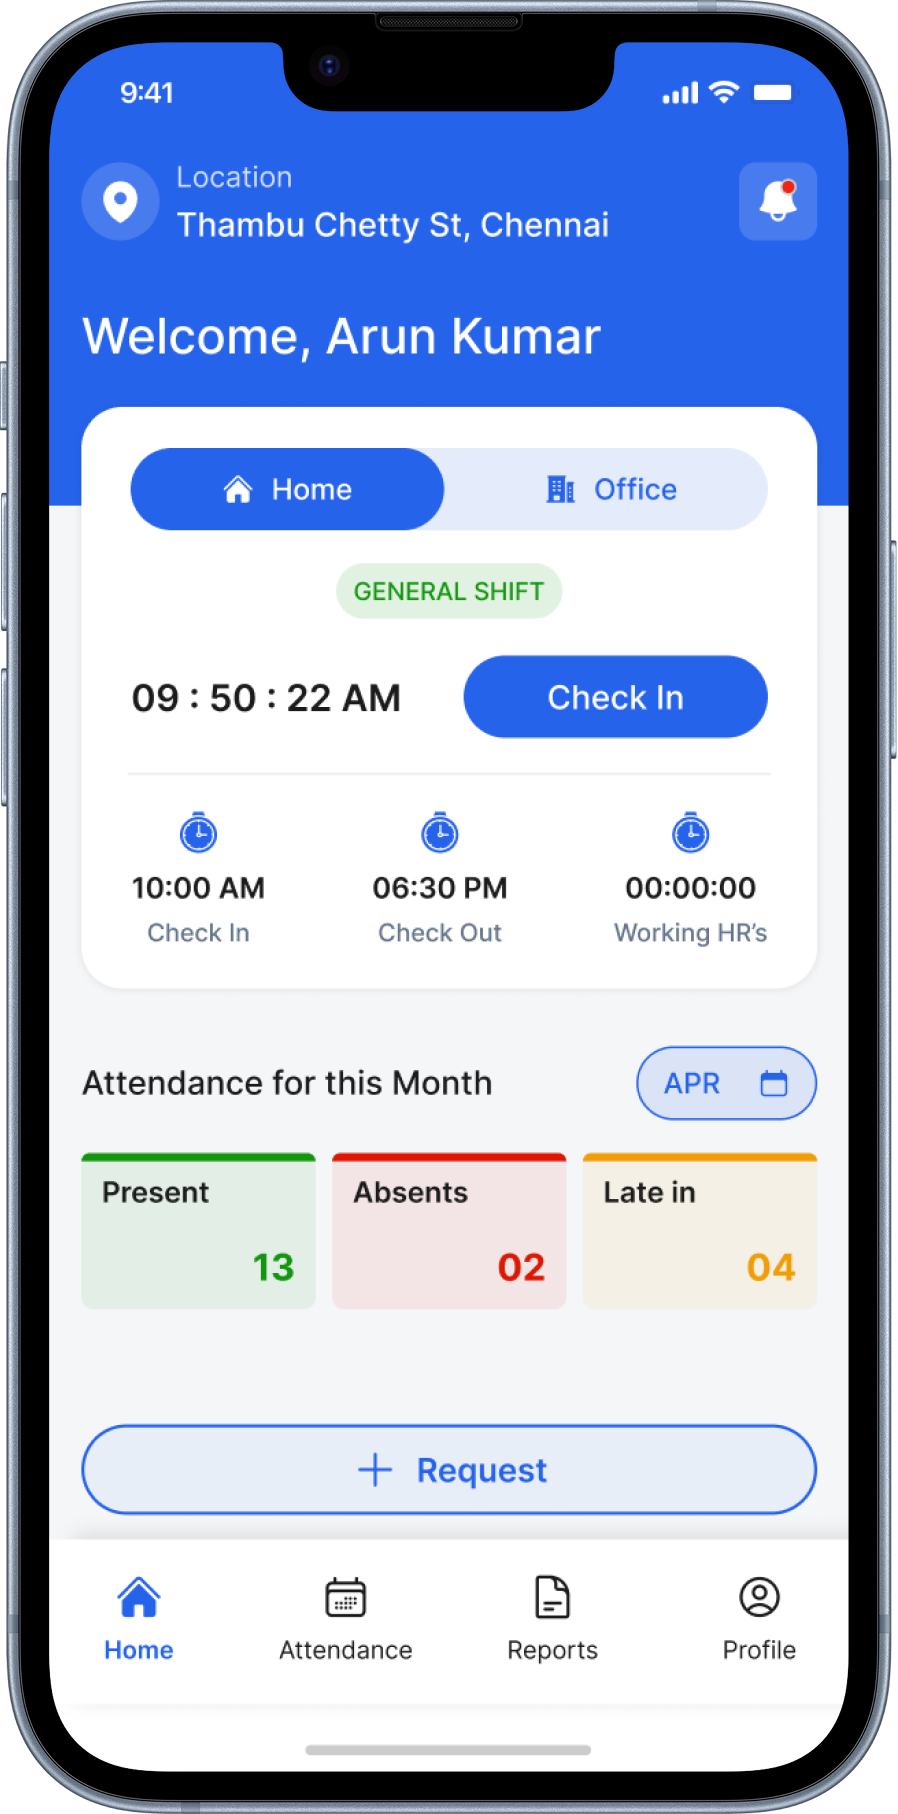 9:41
Location
Thambu Chetty St, Chennai
Welcome, Arun Kumar
Home
Office
GENERAL SHIFT
09 : 50 : 22 AM
Check In
10:00 AM
06:30 PM
00:00:00
Check In
Check Out
Working HR’s
Attendance for this Month
APR
Present
Absents
Late in
13
02
04
Request
Home
Attendance
Reports
Profile